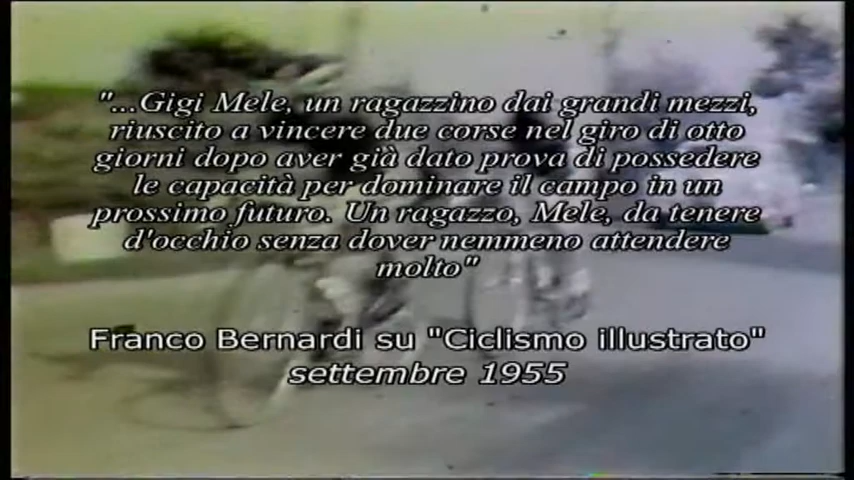 "...Gigi Mele, un ragazzino dai grandi mezzi,
riuscito a vincere due corse nel giro di otto
giorni dopo aver già dato prova di possedere
le capacità per dominare il campo in un
prossimo futuro. Un ragazzo, Mele, da tenere
d'occhio senza dover nemmeno attendere
molto"
Franco Bernardi su "Ciclismo illustrato"
settembre 1955